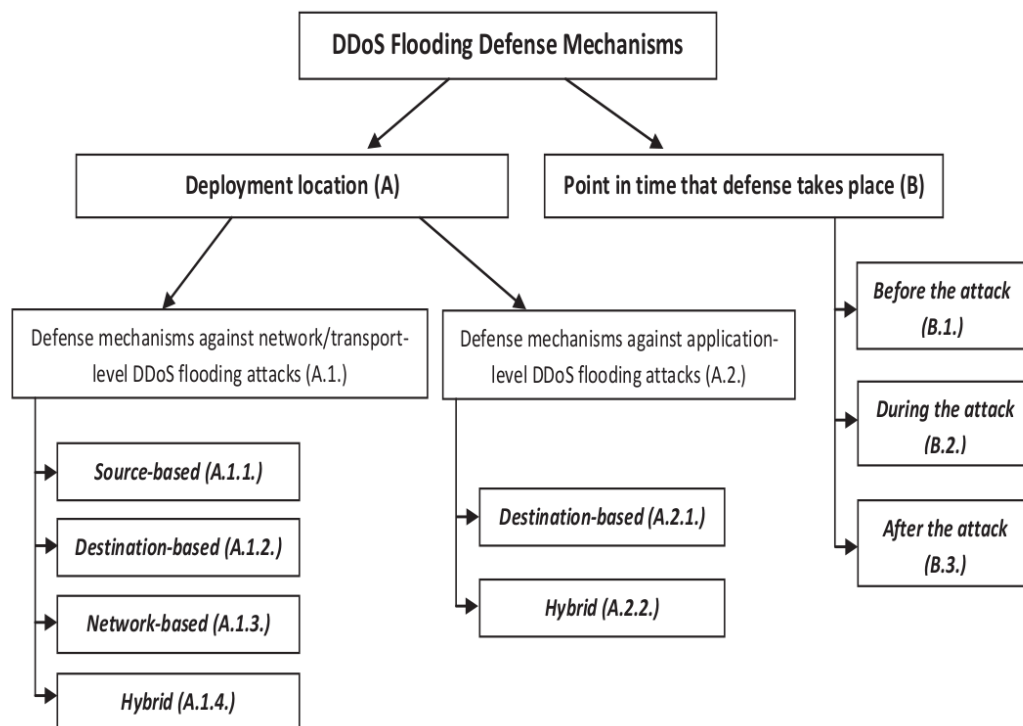 DDoS Flooding Defense Mechanisms
Deployment location (A)
Point in time that defense takes place (B)
Defense mechanisms against network/transport-
level DDoS flooding attacks (A.1.)
Defense mechanisms against application-
level DDoS flooding attacks (A.2.)
Source-based (A.1.1.)
Destination-based (A.1.2.)
Network-based (A.1.3.)
Hybrid (A.1.4.)
Destination-based (A.2.1.)
Hybrid (A.2.2.)
Before the attack
(B.1.)
During the attack
(B.2.)
After the attack
(B.3.)